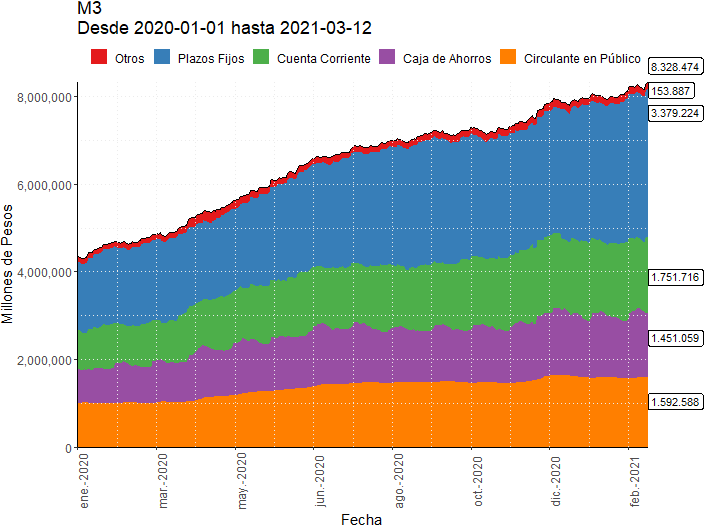 M3
Desde 2020-01-01 hasta 2021-03-12
Otros Plazos Fijos Cuenta Corriente Caja de Ahorros Circulante en Público
8.328.474
153.887
3.379.224
1.751.716
1.451.059
1.592.588
8,000,000
6,000,000
4,000,000
2,000,000
0
Millones de Pesos
ene.-2020
mar.-2020
may.-2020
jun.-2020
ago.-2020
oct.-2020
dic.-2020
feb.-2021
Fecha